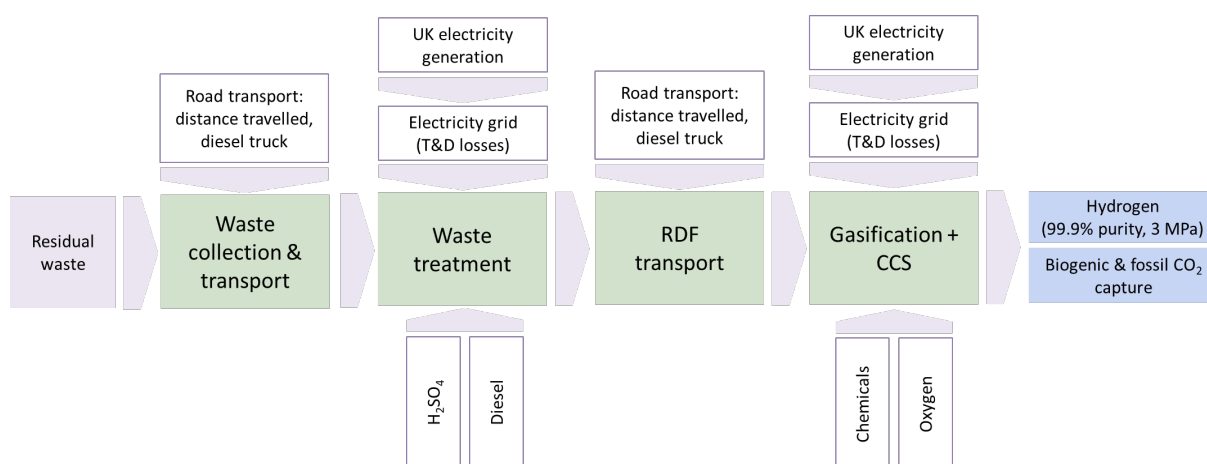 UK electricity
generation
UK electricity
generation
Road transport:
distance travelled,
diesel truck
Electricity grid
(T&D losses)
Road transport:
distance travelled,
diesel truck
Electricity grid
(T&D losses)
Residual
waste
Waste
collection &
transport
Waste
treatment
RDF
transport
Gasification +
CCS
Hydrogen
(99.9% purity, 3 MPa)
Biogenic & fossil CO₂
capture
H₂SO₄
Diesel
Chemicals
Oxygen